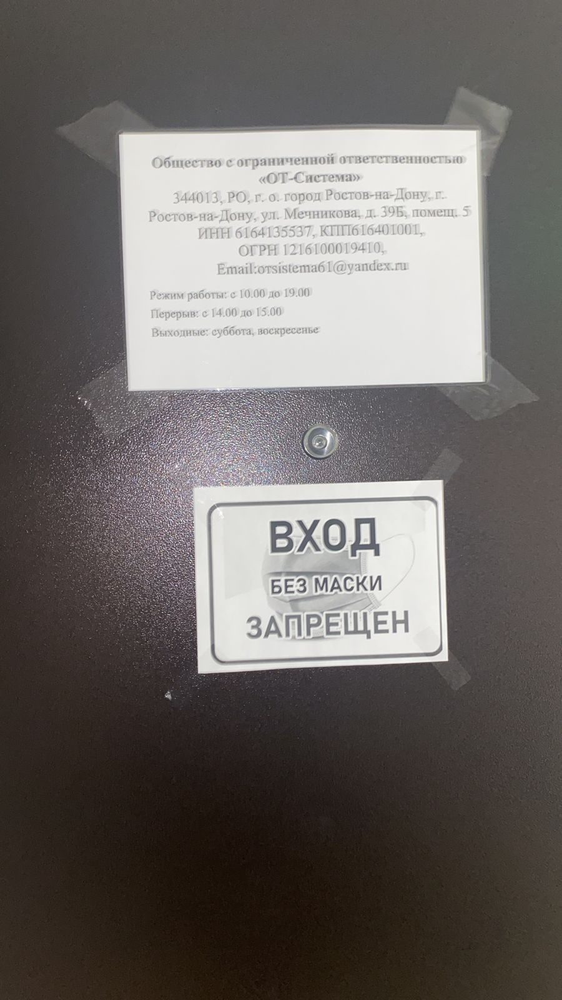 Общество с ограниченной ответственностью
«ОТ-Система»
344013, РО, г. о. город Ростов-на-Дону, г.
Ростов-на-Дону, ул. Мечникова, д. 39Б, помещ. 5
ИНН 6164135537, КПП616401001,
ОГРН 1216100019410,
Email:отsistema61@yandex.ru
Режим работы: с 10.00 до 19.00
Перерыв: с 14.00 до 15.00
Выходные: суббота, воскресенье
ВХОД
БЕЗ МАСКИ
ЗАПРЕЩЕН